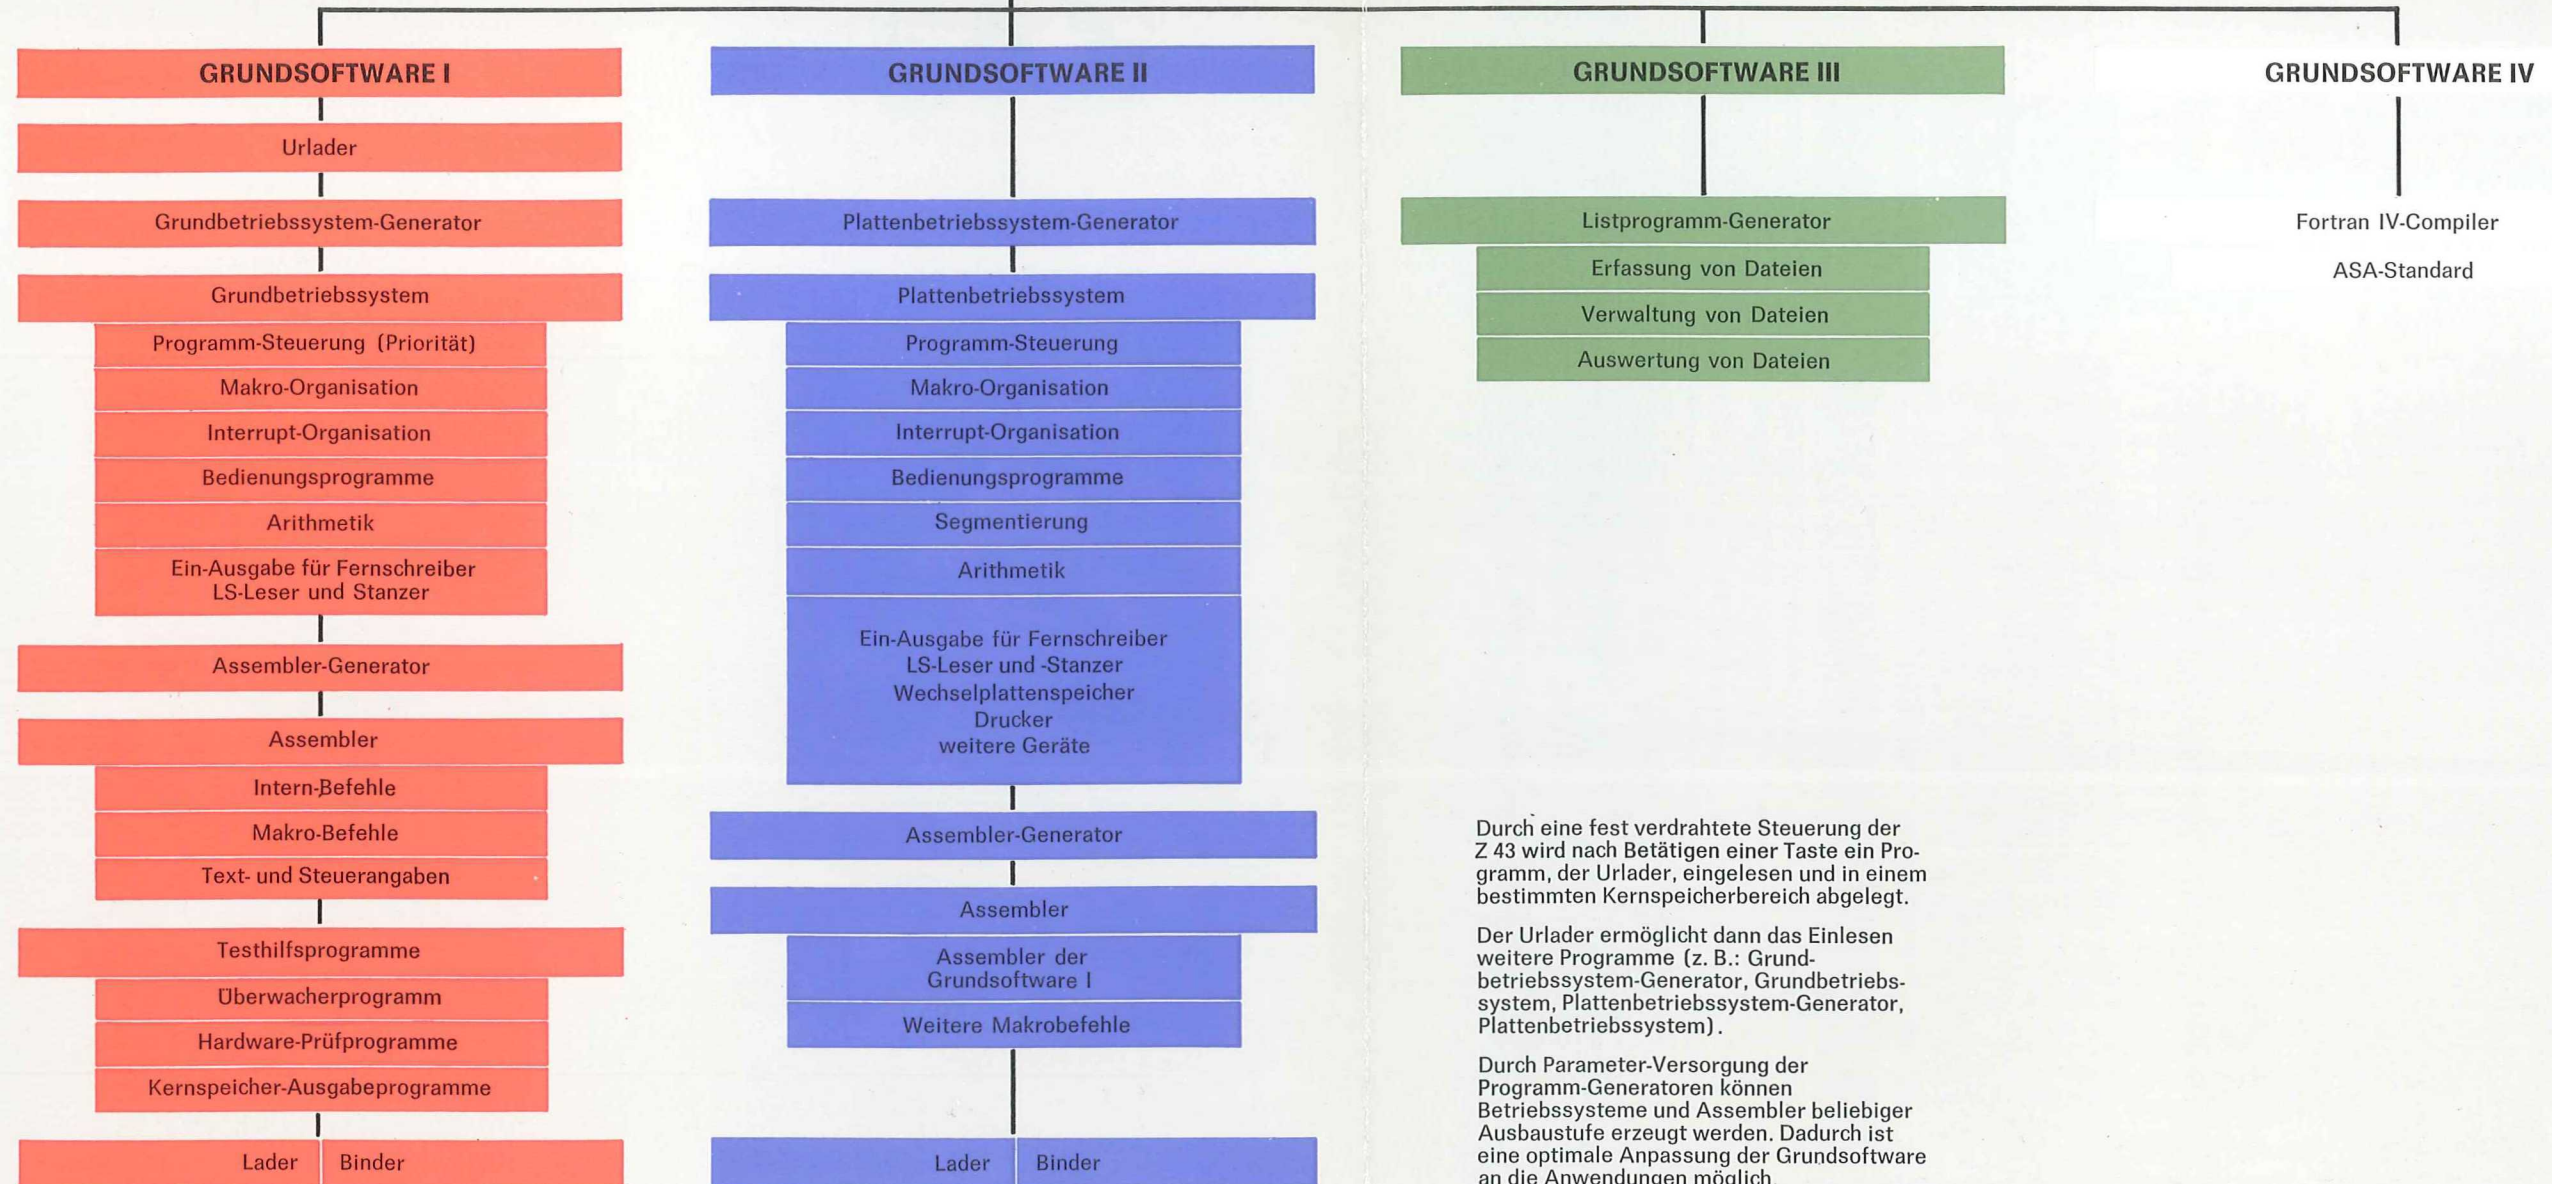 GRUNDSOFTWARE I
Urlader
Grundbetriebssystem-Generator
Grundbetriebssystem
Programm-Steuerung (Priorität)
Makro-Organisation
Interrupt-Organisation
Bedienungsprogramme
Arithmetik
Ein-Ausgabe für Fernschreiber
LS-Leser und Stanzer
Assembler-Generator
Assembler
Intern-Befehle
Makro-Befehle
Text- und Steuerangaben
Testhilfsprogramme
Überwacherprogramm
Hardware-Prüfprogramme
Kernspeicher-Ausgabeprogramme
Lader Binder
GRUNDSOFTWARE II
Plattenbetriebssystem-Generator
Plattenbetriebssystem
Programm-Steuerung
Makro-Organisation
Interrupt-Organisation
Bedienungsprogramme
Segmentierung
Arithmetik
Ein-Ausgabe für Fernschreiber
LS-Leser und -Stanzer
Wechselplattenspeicher
Drucker
weitere Geräte
Assembler-Generator
Assembler
Assembler der
Grundsoftware I
Weitere Makrobefehle
Lader Binder
GRUNDSOFTWARE III
Listprogramm-Generator
Erfassung von Dateien
Verwaltung von Dateien
Auswertung von Dateien
GRUNDSOFTWARE IV
Fortran IV-Compiler
ASA-Standard
Durch eine fest verdrahtete Steuerung der
Z 43 wird nach Betätigen einer Taste ein Pro-
gramm, der Urlader, eingelesen und in einem
bestimmten Kernspeicherbereich abgelegt.
Der Urlader ermöglicht dann das Einlesen
weitere Programme (z. B.: Grund-
betriebssystem-Generator, Grundbetriebs-
system, Plattenbetriebssystem-Generator,
Plattenbetriebssystem).
Durch Parameter-Versorgung der
Programm-Generatoren können
Betriebssysteme und Assembler beliebiger
Ausbaustufe erzeugt werden. Dadurch ist
eine optimale Anpassung der Grundsoftware
an die Anwendungen möglich.